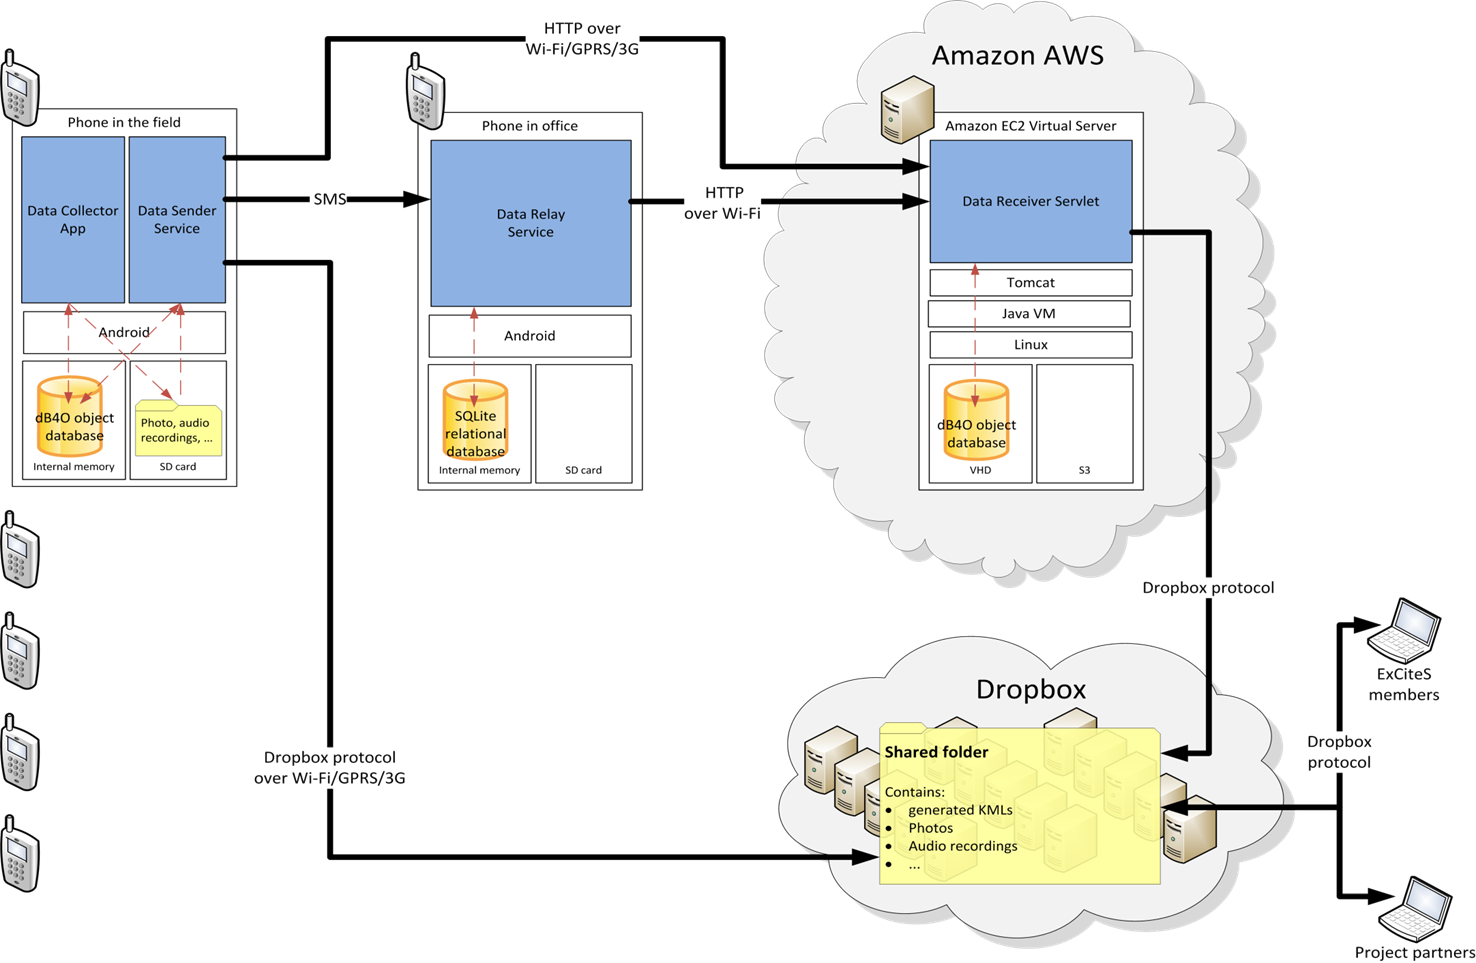 HTTP over
Wi-Fi/GPRS/3G
Amazon AWS
Phone in the field
Phone in office
Amazon EC2 Virtual Server
Data Collector
App
Data Sender
Service
SMS
Data Relay
Service
HTTP
over Wi-Fi
Data Receiver Servlet
Tomcat
Java VM
Linux
Android
Android
dB4O object
database
Internal memory
Photo, audio
recordings, ...
SD card
SQLite
relational
database
Internal memory
SD card
dB4O object
database
VHD
S3
Dropbox protocol
Dropbox
ExCiteS
members
Dropbox
protocol
Dropbox protocol
over Wi-Fi/GPRS/3G
Shared folder
Contains:
• generated KMLs
• Photos
• Audio recordings
• ...
Project partners